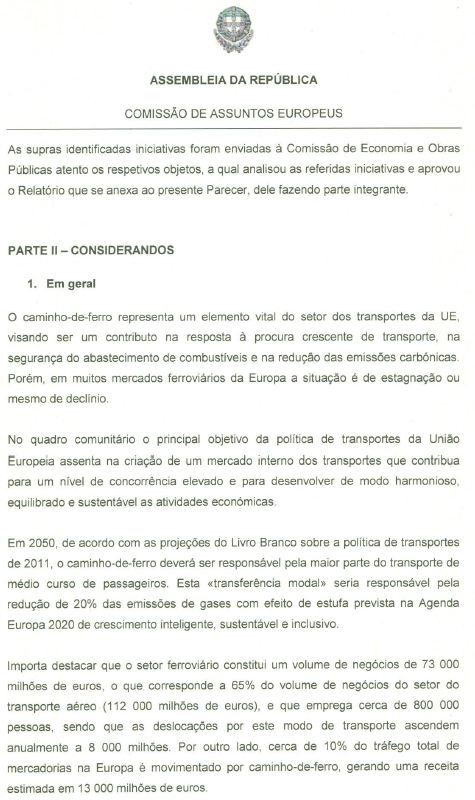 ASSEMBLEIA DA REPÚBLICA
COMISSÃO DE ASSUNTOS EUROPEUS
As supras identificadas iniciativas foram enviadas à Comissão de Economia e Obras
Públicas atento os respetivos objetos, a qual analisou as referidas iniciativas e aprovou
o Relatório que se anexa ao presente Parecer, dele fazendo parte integrante.
PARTE II – CONSIDERANDOS
1. Em geral
O caminho-de-ferro representa um elemento vital do setor dos transportes da UE,
visando ser um contributo na resposta à procura crescente de transporte, na
segurança do abastecimento de combustíveis e na redução das emissões carbónicas.
Porém, em muitos mercados ferroviários da Europa a situação é de estagnação ou
mesmo de declínio.
No quadro comunitário o principal objetivo da política de transportes da União
Europeia assenta na criação de um mercado interno dos transportes que contribua
para um nível de concorrência elevado e para desenvolver de modo harmonioso,
equilibrado e sustentável as atividades económicas.
Em 2050, de acordo com as projeções do Livro Branco sobre a política de transportes
de 2011, o caminho-de-ferro deverá ser responsável pela maior parte do transporte de
médio curso de passageiros. Esta «transferência modal» seria responsável pela
redução de 20% das emissões de gases com efeito de estufa prevista na Agenda
Europa 2020 de crescimento inteligente, sustentável e inclusivo.
Importa destacar que o setor ferroviário constitui um volume de negócios de 73 000
milhões de euros, o que corresponde a 65% do volume de negócios do setor do
transporte aéreo (112 000 milhões de euros), e que emprega cerca de 800 000
pessoas, sendo que as deslocações por este modo de transporte ascendem
anualmente a 8 000 milhões. Por outro lado, cerca de 10% do tráfego total de
mercadorias na Europa é movimentado por caminho-de-ferro, gerando uma receita
estimada em 13 000 milhões de euros.